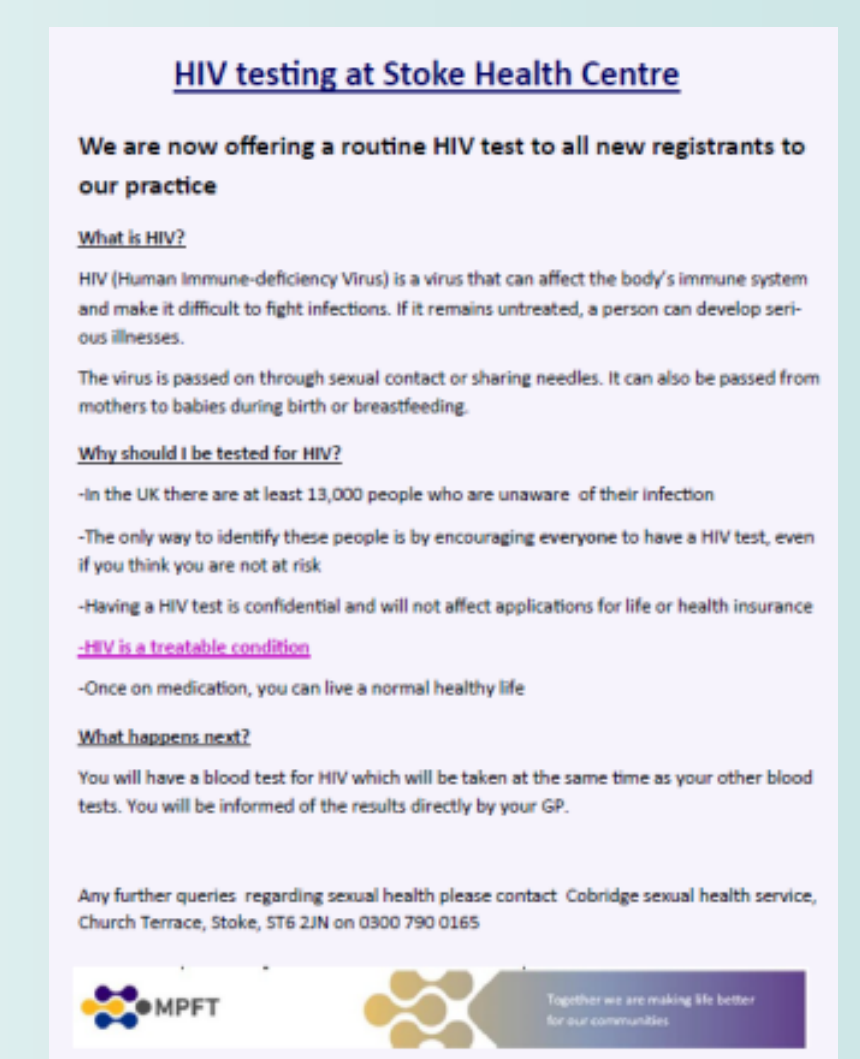 HIV testing at Stoke Health Centre
We are now offering a routine HIV test to all new registrants to
our practice
What is HIV?
HIV (Human Immune-deficiency Virus) is a virus that can affect the body's immune system
and make it difficult to fight infections. If it remains untreated, a person can develop seri-
ous illnesses.
The virus is passed on through sexual contact or sharing needles. It can also be passed from
mothers to babies during birth or breastfeeding.
Why should I be tested for HIV?
-In the UK there are at least 13,000 people who are unaware of their infection
-The only way to identify these people is by encouraging everyone to have a HIV test, even
if you think you are not at risk
-Having a HIV test is confidential and will not affect applications for life or health insurance
-HIV is a treatable condition
-Once on medication, you can live a normal healthy life
What happens next?
You will have a blood test for HIV which will be taken at the same time as your other blood
tests. You will be informed of the results directly by your GP.
Any further queries regarding sexual health please contact Cobridge sexual health service,
Church Terrace, Stoke, ST6 2JN on 0300 790 0165
MPFT
Together we are making life better
for our communities